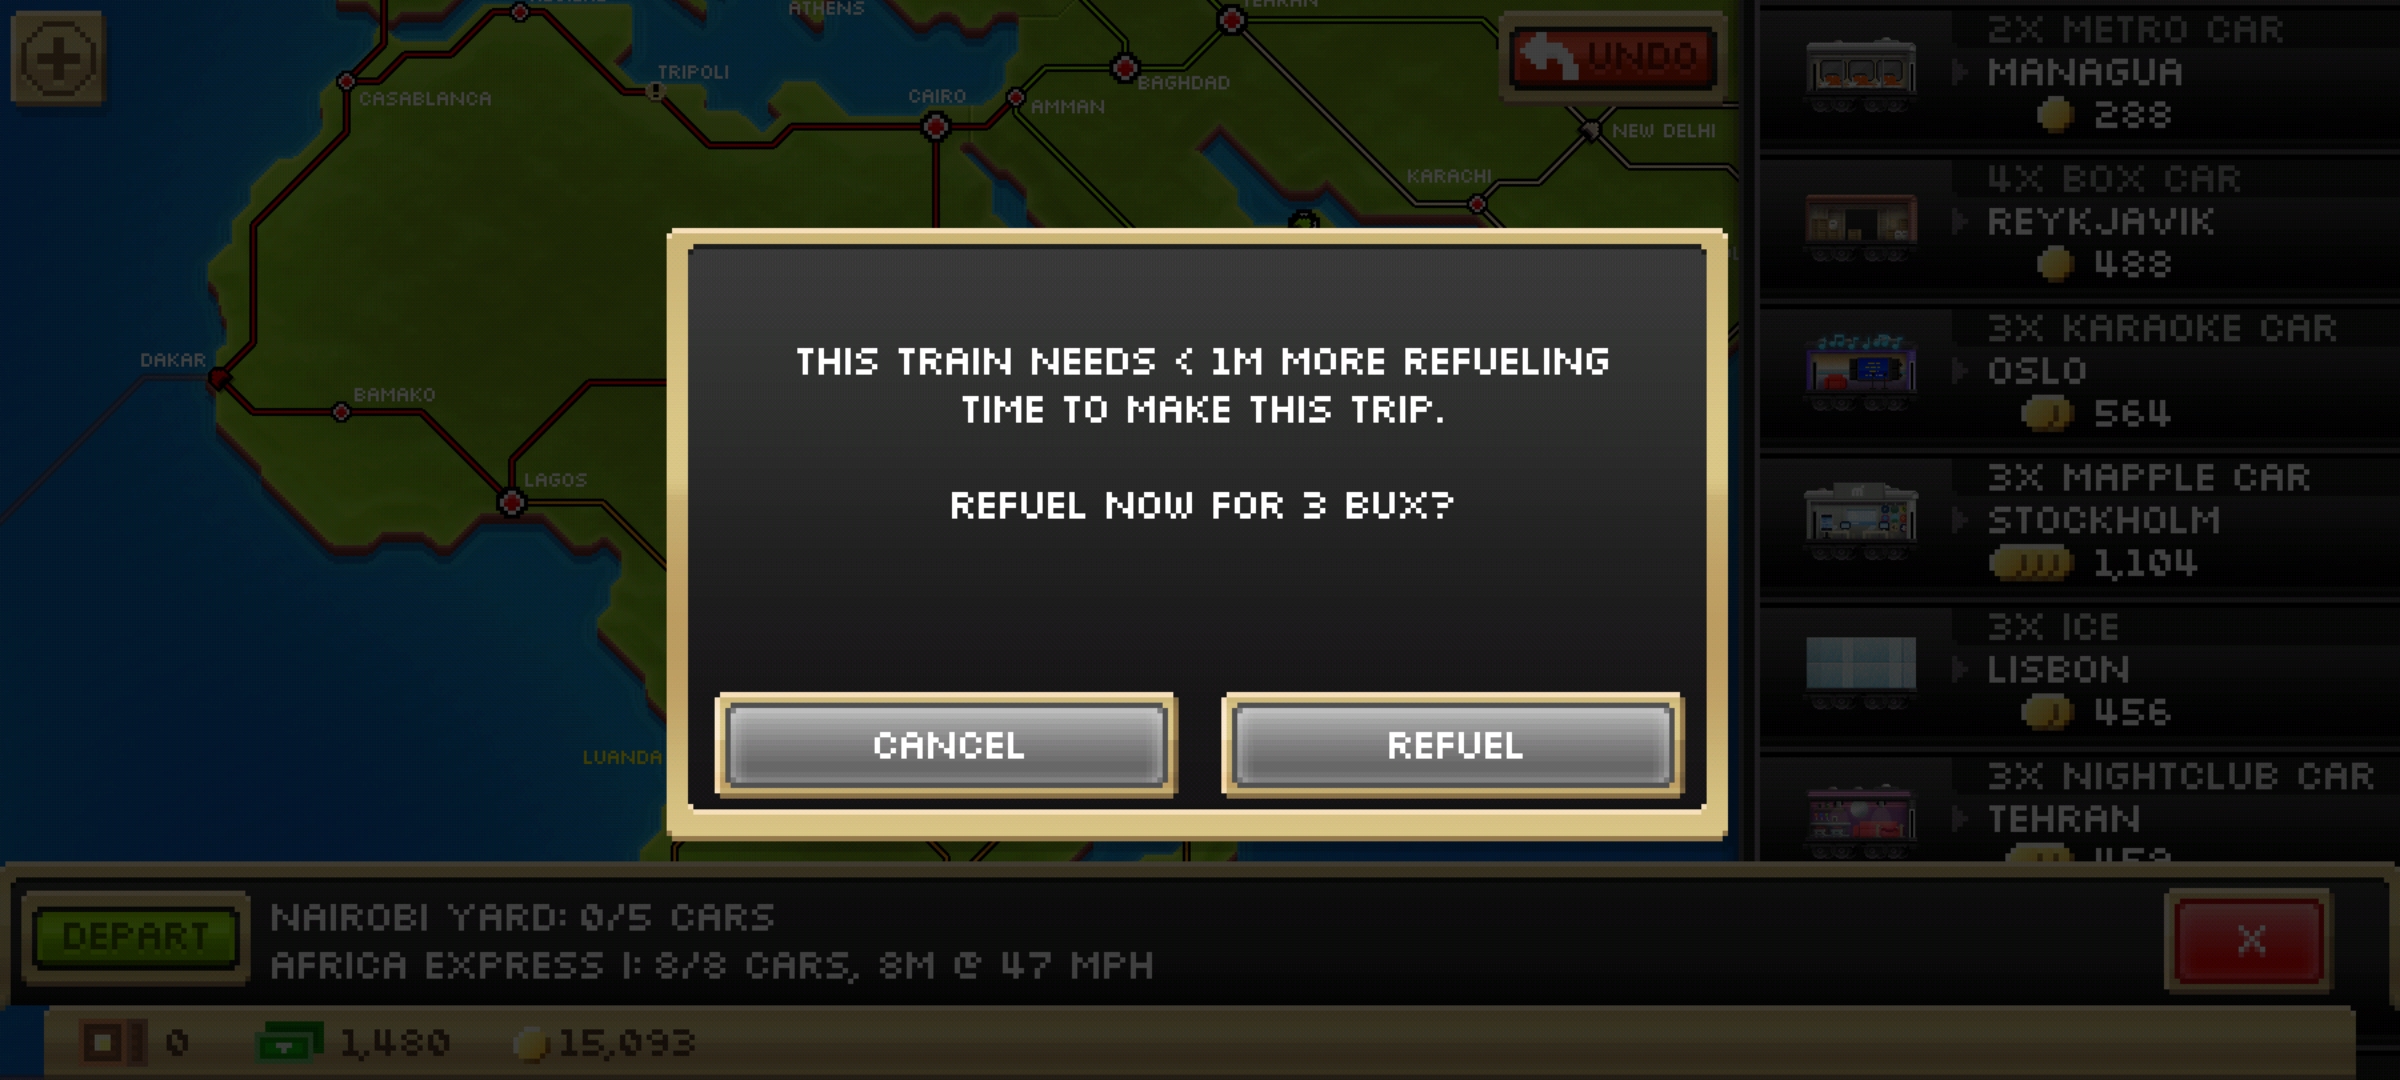 ATHENS
TRIPOLI
CASABLANCA
CAIRO
AMMAN
BAGHDAD
UNDO
NEW DELHI
KARACHI
DAKAR
BAMAKO
LAGOS
LUANDA
THIS TRAIN NEEDS < 1M MORE REFUELING
TIME TO MAKE THIS TRIP.
REFUEL NOW FOR 3 BUX?
CANCEL
REFUEL
2X METRO CAR
MANAGUA
288
4X BOX CAR
REYKJAVIK
488
3X KARAOKE CAR
OSLO
564
3X MAPPLE CAR
STOCKHOLM
1,104
3X ICE
LISBON
456
3X NIGHTCLUB CAR
TEHRAN
DEPART
NAIROBI YARD: 0/5 CARS
AFRICA EXPRESS I: 8/8 CARS, 8M @ 47 MPH
X
0
1,480
15,093